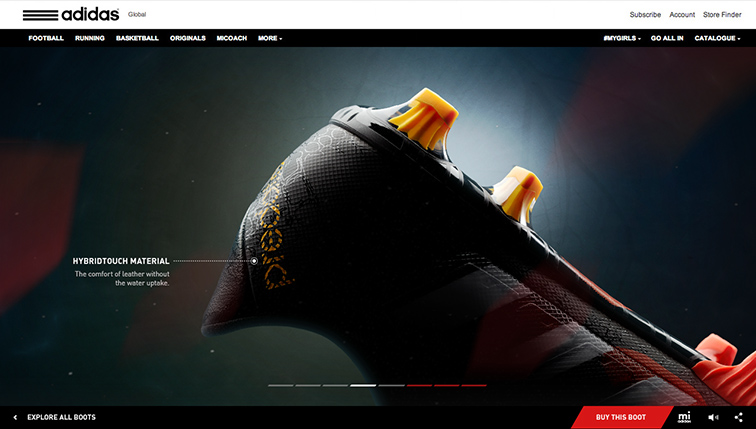 adidas Global
Subscribe Account Store Finder
FOOTBALL RUNNING BASKETBALL ORIGINALS MICOACH MORE
#MYGIRLS GO ALL IN CATALOGUE
HYBRIDTOUCH MATERIAL
The comfort of leather without
the water uptake.
EXPLORE ALL BOOTS
BUY THIS BOOT
mi
adidas